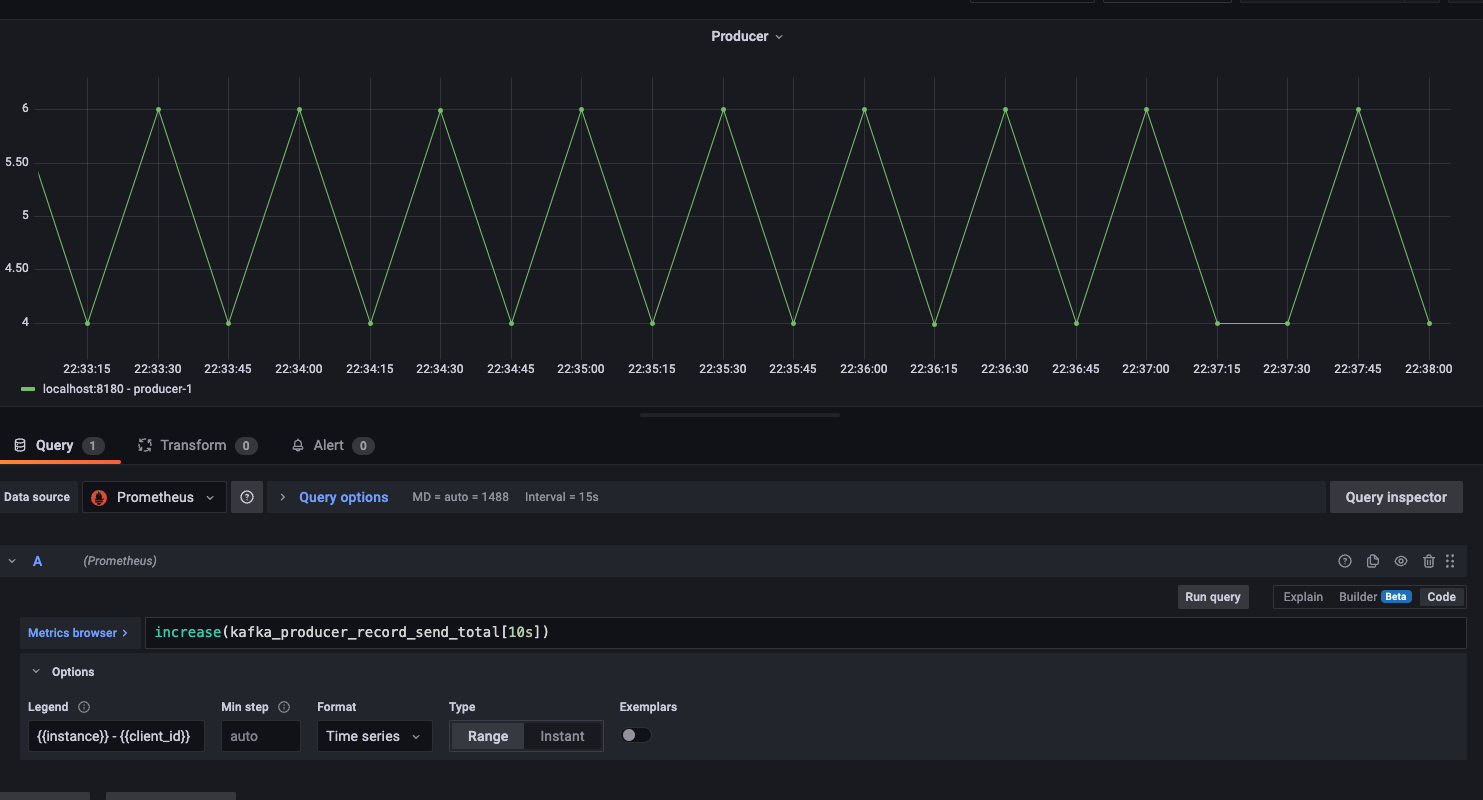 Producer
6
5.50
5
4.50
4
22:33:15 22:33:30 22:33:45 22:34:00 22:34:15 22:34:30 22:34:45 22:35:00 22:35:15 22:35:30 22:35:45 22:36:00 22:36:15 22:36:30 22:36:45 22:37:00 22:37:15 22:37:30 22:37:45 22:38:00
localhost:8180 - producer-1
Query 1 Transform 0 Alert 0
Data source Prometheus Query options MD = auto = 1488 Interval = 15s Query inspector
A (Prometheus)
Run query Explain Builder Beta Code
Metrics browser > increase(kafka_producer_record_send_total[10s])
Options
Legend Min step Format Type Exemplars
{{instance}} - {{client_id}} auto Time series Range Instant